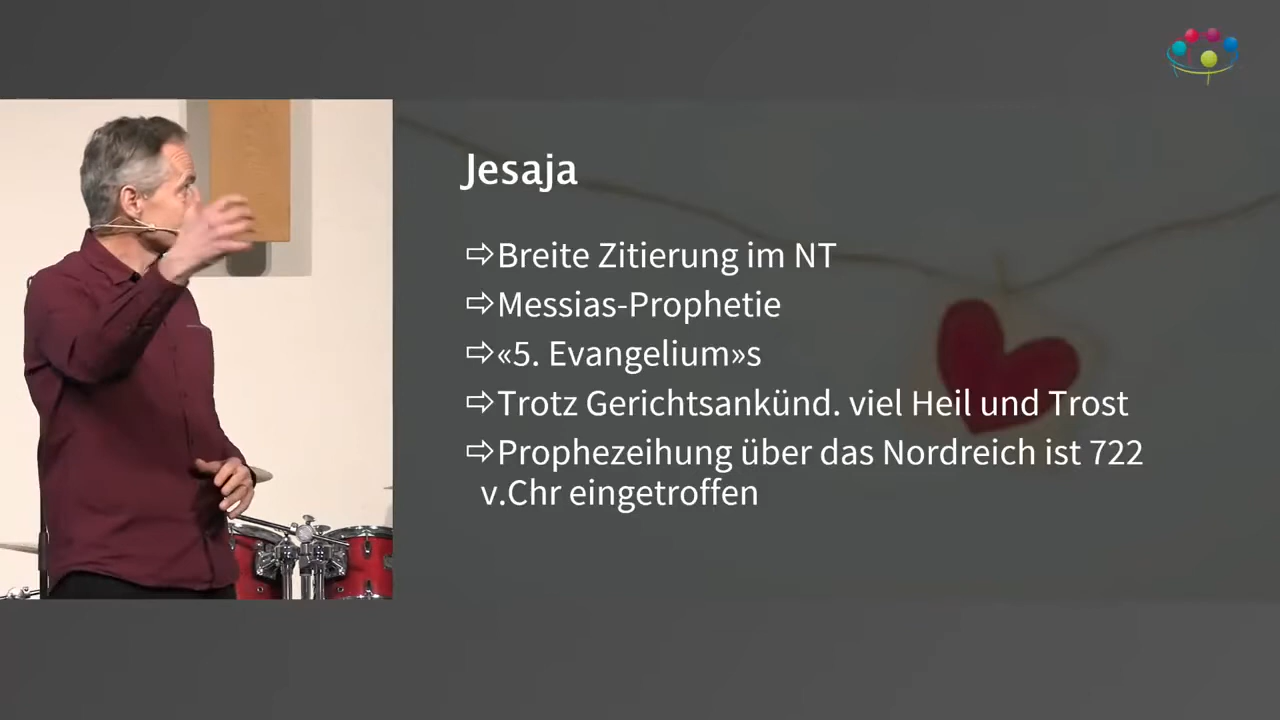 Jesaja
⇨Breite Zitierung im NT
⇨Messias-Prophetie
⇨«5. Evangelium»s
⇨Trotz Gerichtsankünd. viel Heil und Trost
⇨Prophezeihung über das Nordreich ist 722
v.Chr eingetroffen